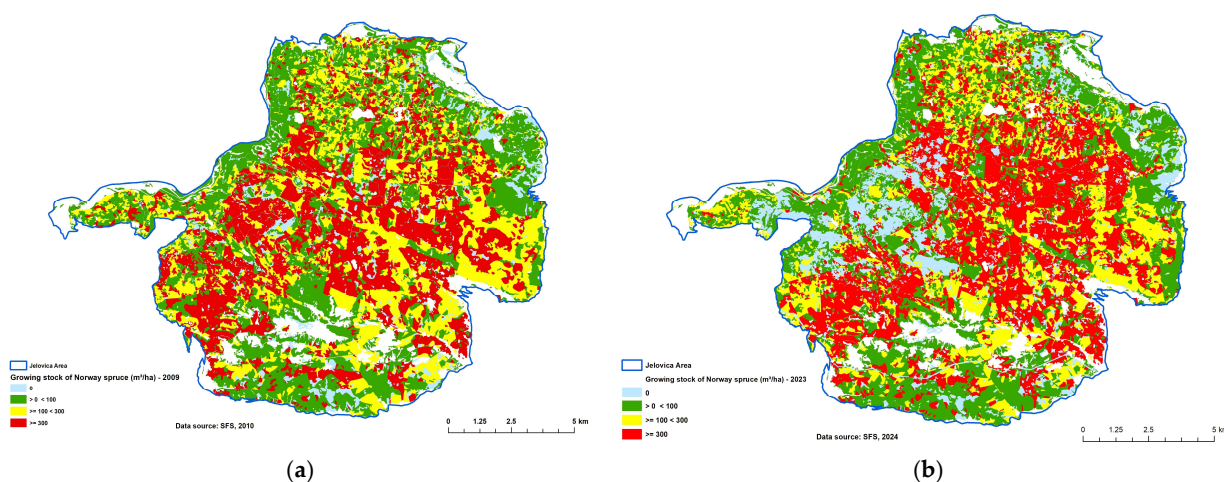 Jelovica Area
Growing stock of Norway spruce (m³/ha) - 2009
0
> 0 < 100
>= 100 < 300
>= 300
Data source: SFS, 2010
0 1.25 2.5 5 km
(a)
Jelovica Area
Growing stock of Norway spruce (m³/ha) - 2023
0
> 0 < 100
>= 100 < 300
>= 300
Data source: SFS, 2024
0 1.25 2.5 5 km
(b)